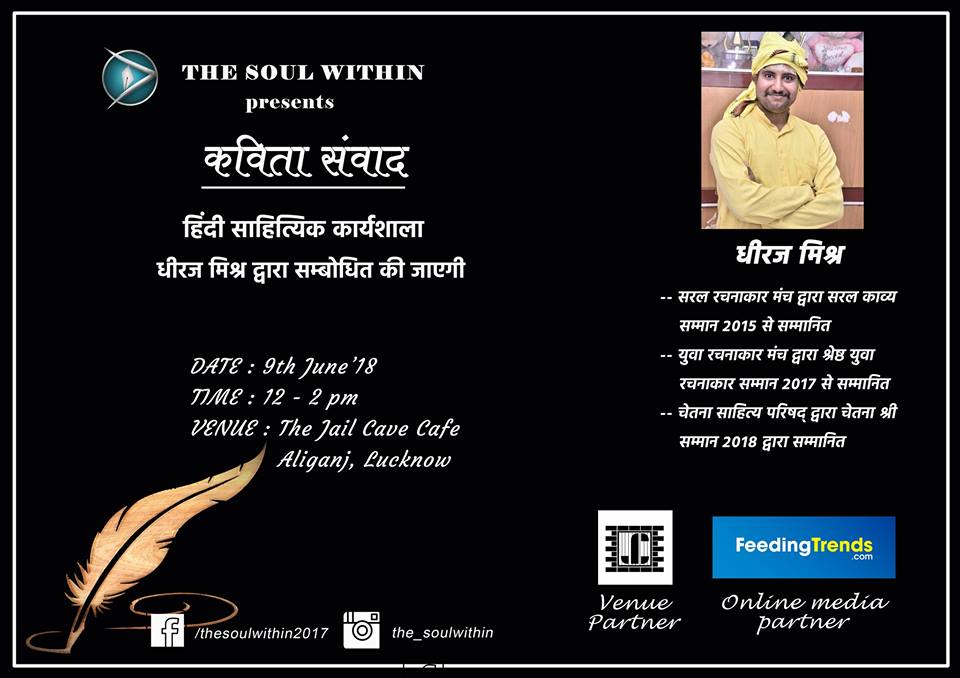 THE SOUL WITHIN
presents
कविता संवाद
हिंदी साहित्यिक कार्यशाला
धीरज मिश्र द्वारा सम्बोधित की जाएगी
DATE : 9th June'18
TIME : 12 - 2 pm
VENUE : The Jail Cave Cafe
Aliganj, Lucknow
/thesoulwithin2017
the_soulwithin
धीरज मिश्र
-- सरल रचनाकार मंच द्वारा सरल काव्य
सम्मान 2015 से सम्मानित
-- युवा रचनाकार मंच द्वारा श्रेष्ठ युवा
रचनाकार सम्मान 2017 से सम्मानित
-- चेतना साहित्य परिषद् द्वारा चेतना श्री
सम्मान 2018 द्वारा सम्मानित
Venue
Partner
FeedingTrends
.com
Online media
partner